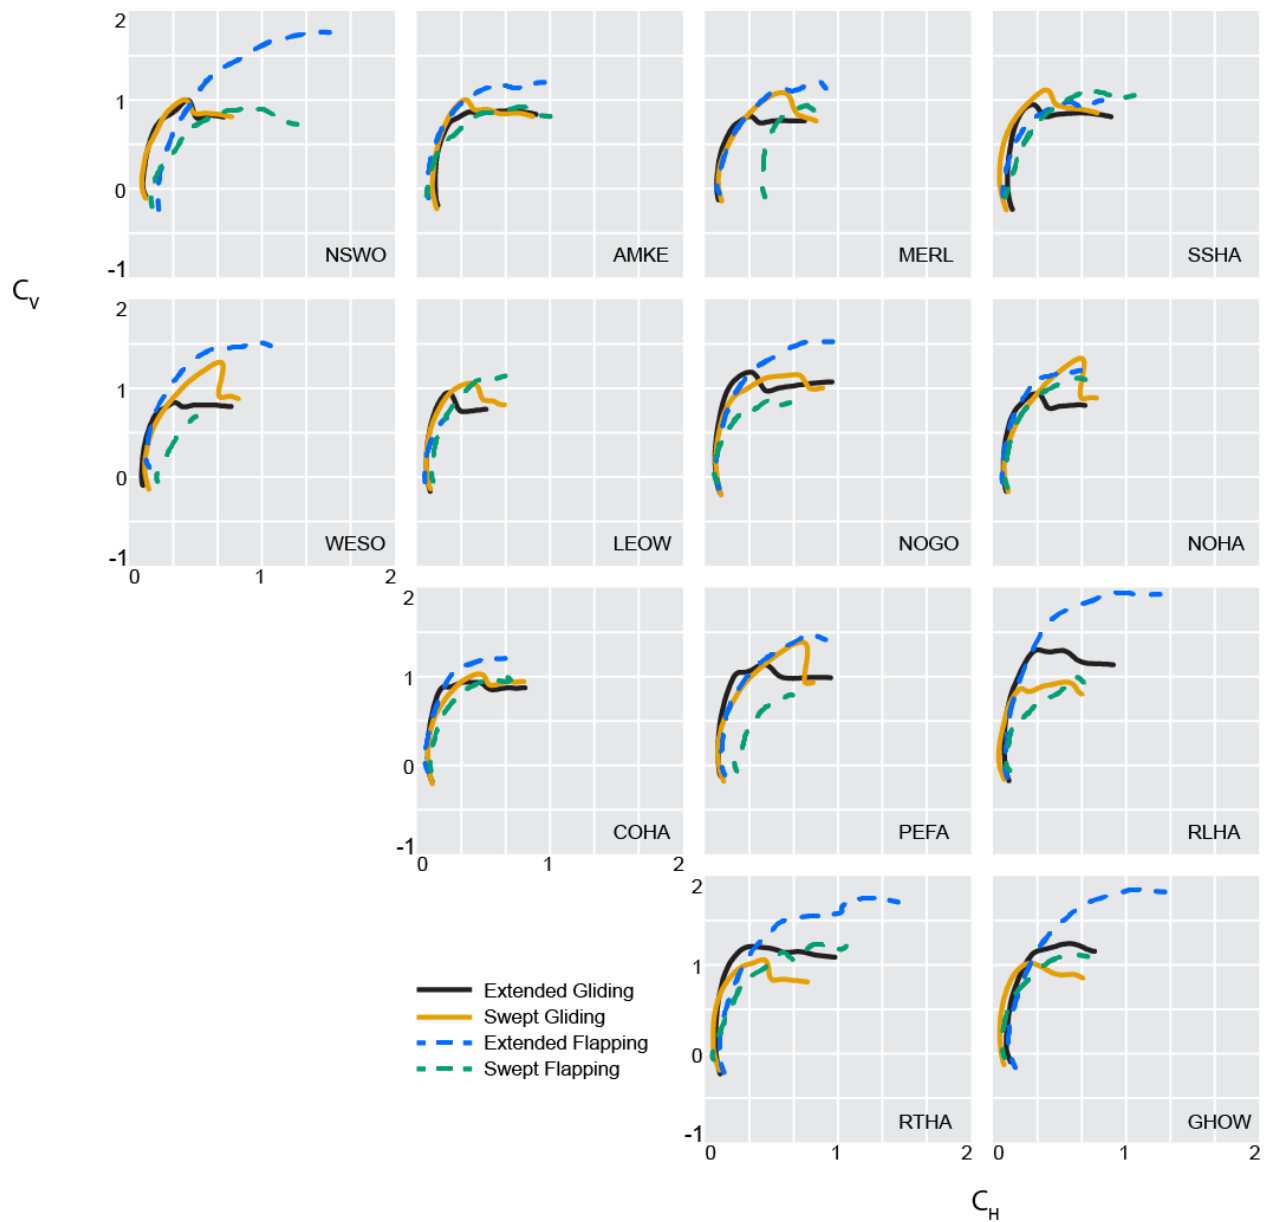 2
1
0
-1
NSWO
AMKE
MERL
SSHA
C_V
2
1
0
-1
WESO
LEOW
NOGO
NOHA
0 1 2
2
1
0
-1
COHA
PEFA
RLHA
0 1 2
2
1
0
-1
RTHA
GHOW
Extended Gliding
Swept Gliding
Extended Flapping
Swept Flapping
0 1 2
0 1 2
C_H